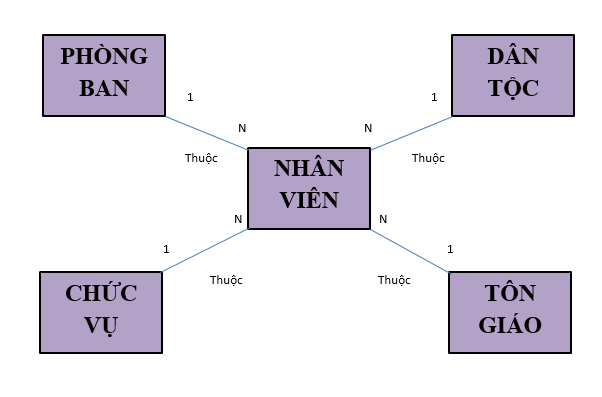 PHÒNG
BAN
DÂN
TỘC
1
1
N
N
Thuộc
Thuộc
NHÂN
VIÊN
N
N
1
1
Thuộc
Thuộc
CHỨC
VỤ
TÔN
GIÁO